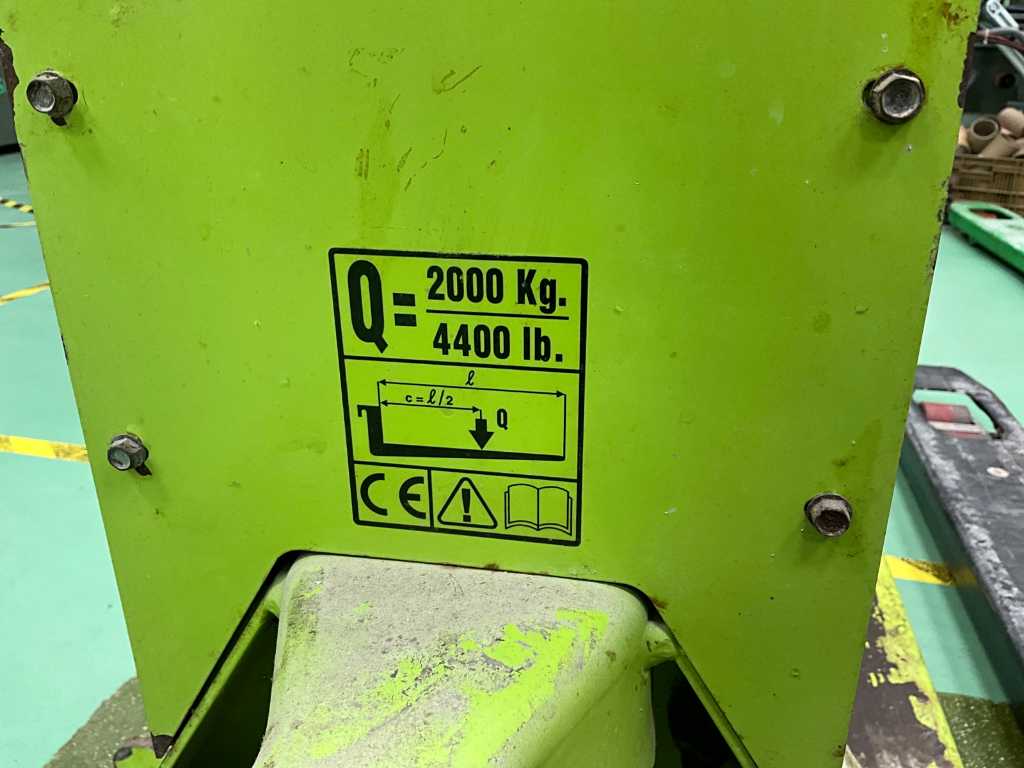 Q = 2000 Kg.
4400 lb.
ℓ
c=ℓ/2
Q
CE
!